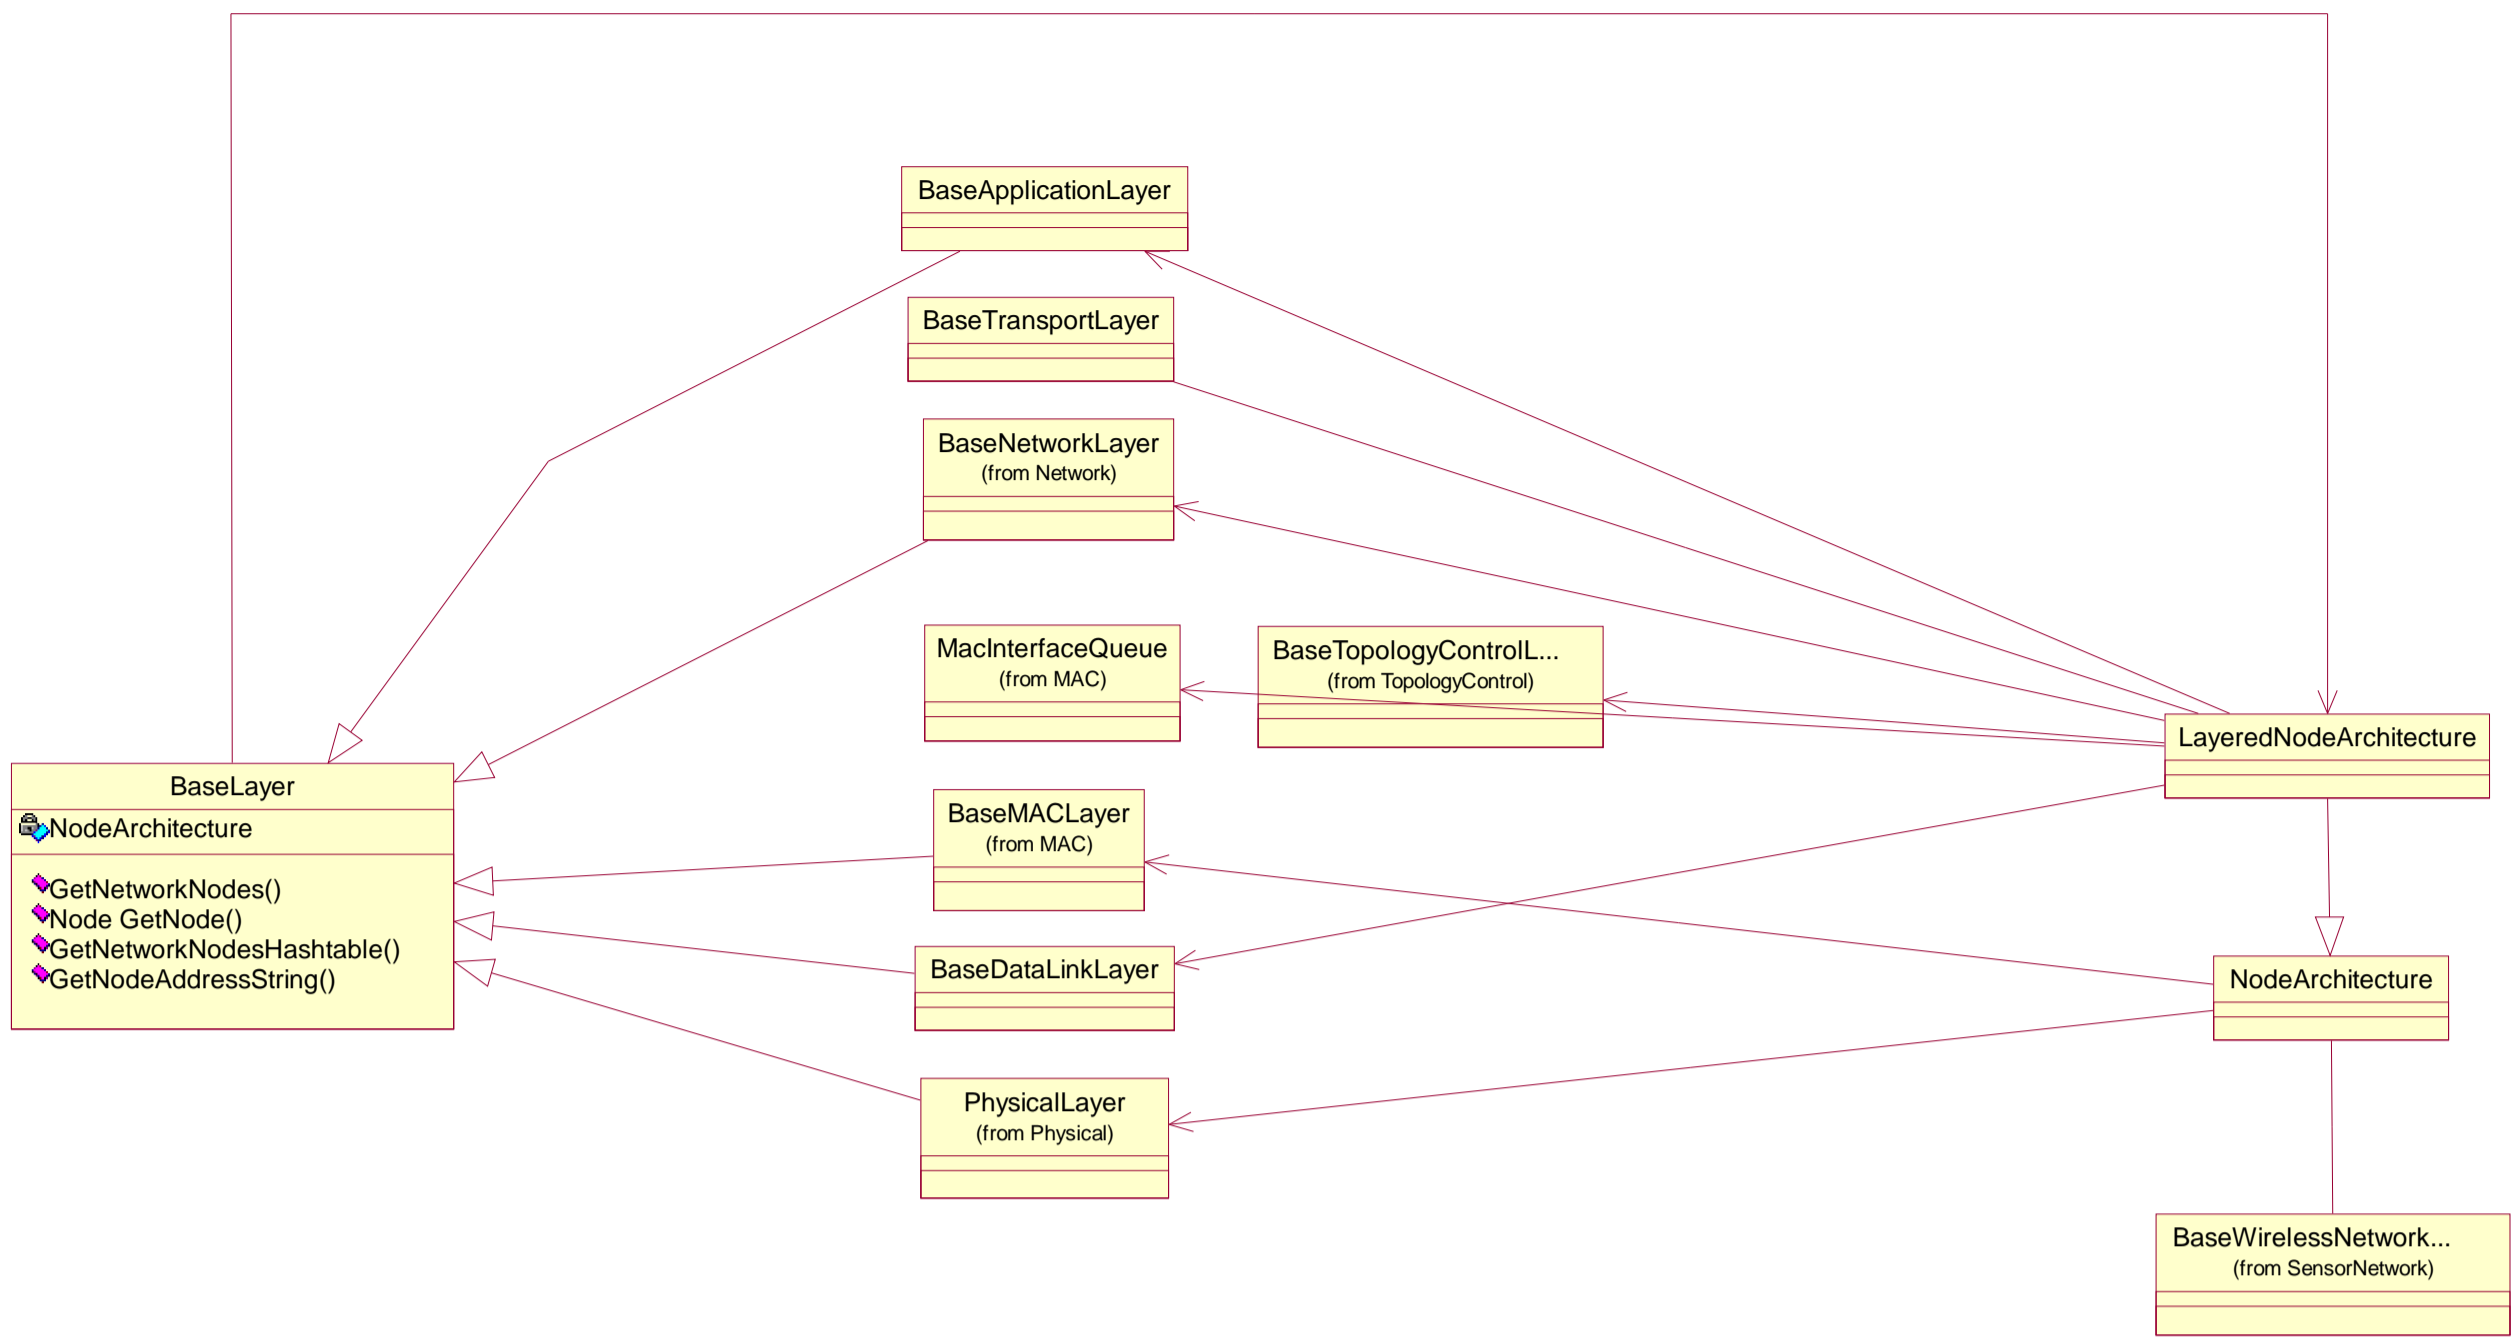 BaseApplicationLayer
BaseTransportLayer
BaseNetworkLayer
(from Network)
MacInterfaceQueue
(from MAC)
BaseTopologyControlL...
(from TopologyControl)
LayeredNodeArchitecture
BaseLayer
NodeArchitecture
GetNetworkNodes()
Node GetNode()
GetNetworkNodesHashtable()
GetNodeAddressString()
BaseMACLayer
(from MAC)
BaseDataLinkLayer
NodeArchitecture
PhysicalLayer
(from Physical)
BaseWirelessNetwork...
(from SensorNetwork)